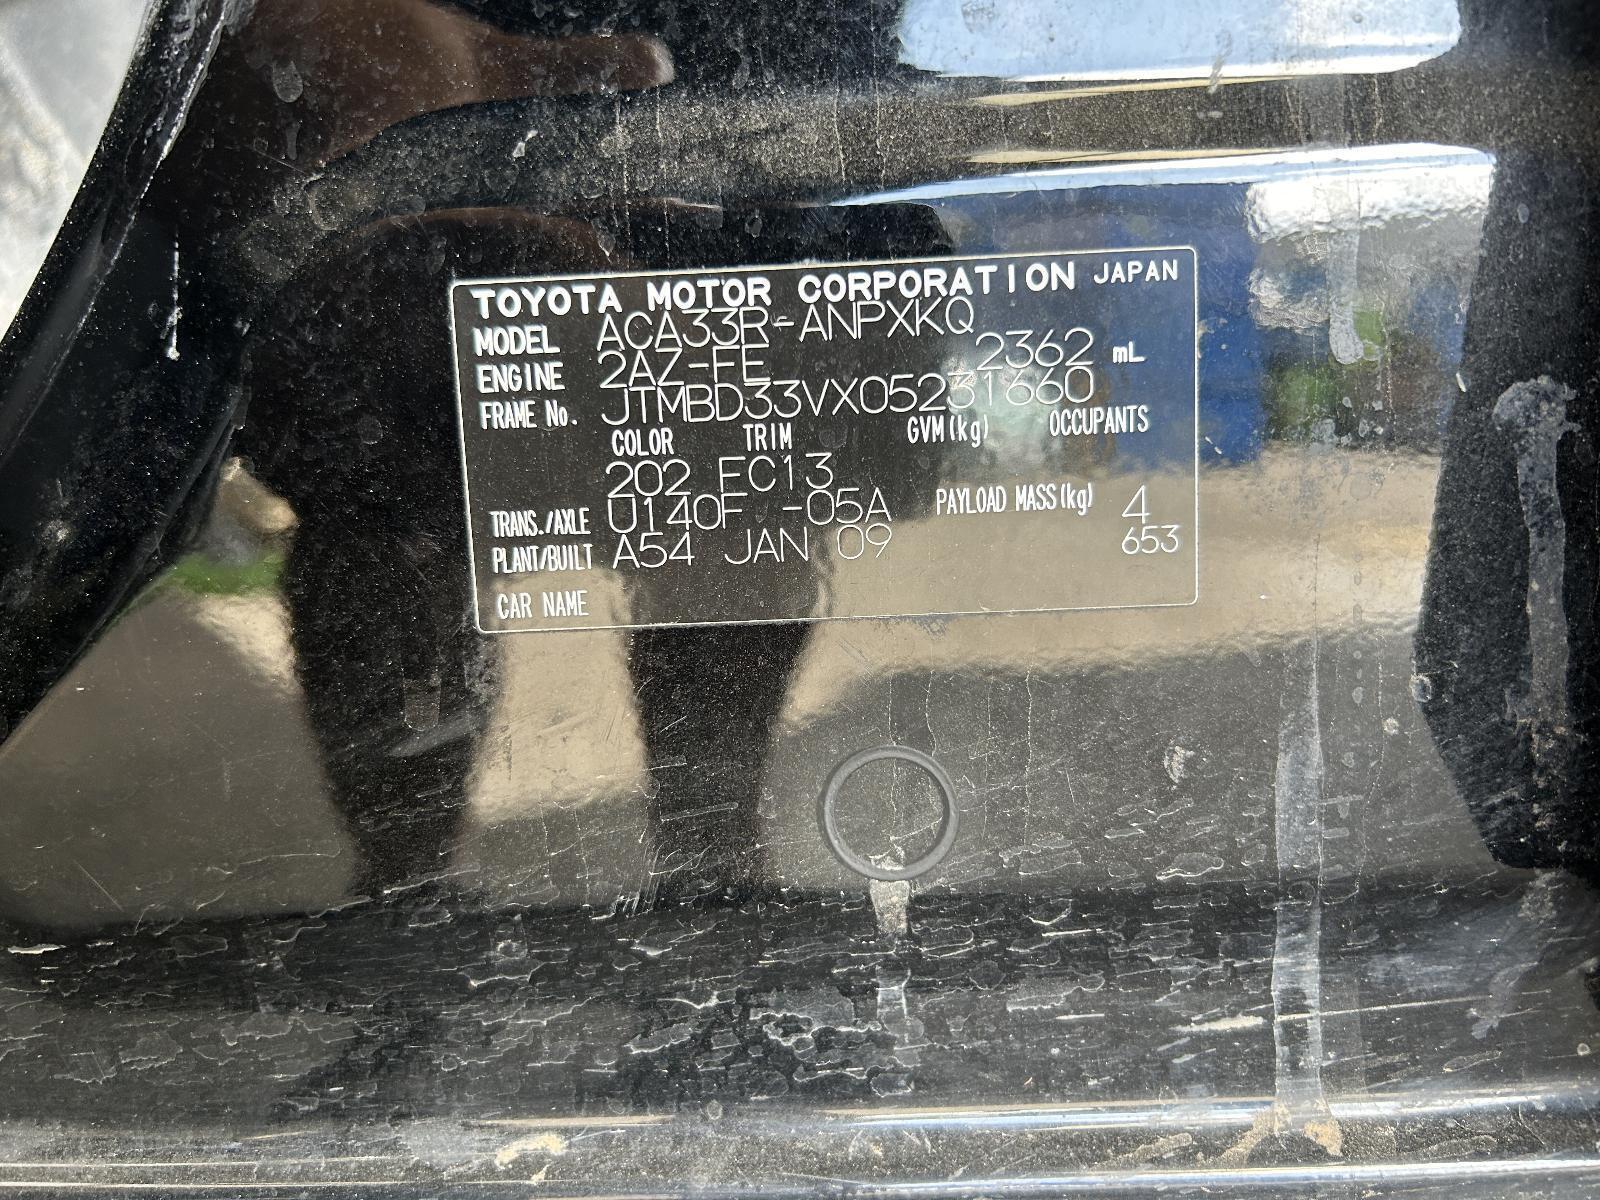 TOYOTA MOTOR CORPORATION JAPAN
MODEL ACA33R-ANPXKQ
ENGINE 2AZ-FE 2362 mL
FRAME No. JTMBD33VX05231660
COLOR TRIM GVM(kg) OCCUPANTS
202 FC13
TRANS./AXLE U140F -05A PAYLOAD MASS(kg) 4
PLANT/BUILT A54 JAN 09 653
CAR NAME